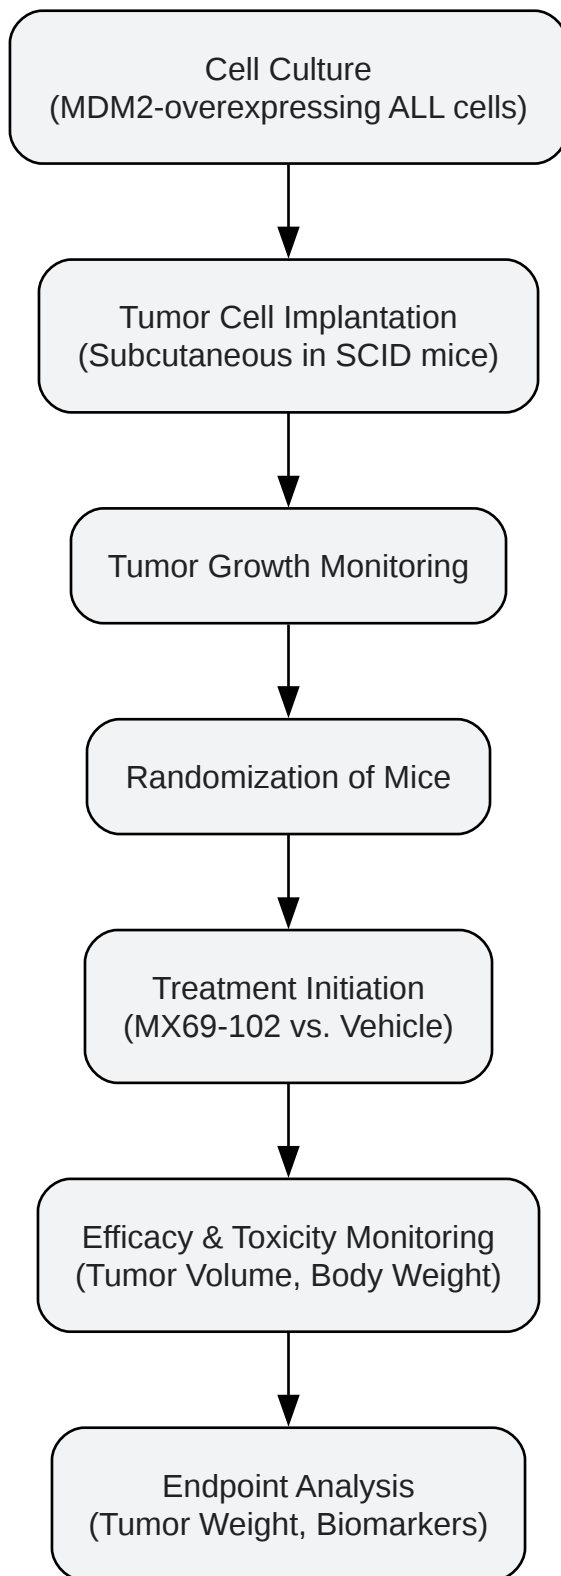 Cell Culture
(MDM2-overexpressing ALL cells)
Tumor Cell Implantation
(Subcutaneous in SCID mice)
Tumor Growth Monitoring
Randomization of Mice
Treatment Initiation
(MX69-102 vs. Vehicle)
Efficacy & Toxicity Monitoring
(Tumor Volume, Body Weight)
Endpoint Analysis
(Tumor Weight, Biomarkers)